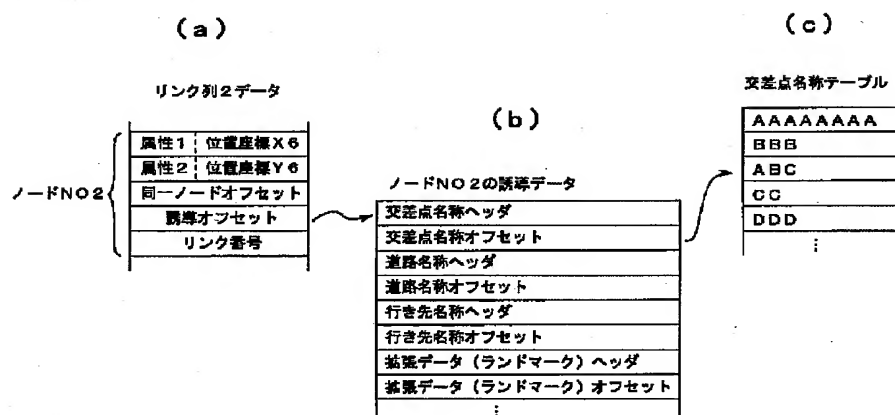 (a)
リンク列2データ
ノードNO2
属性1 位置座標X6
属性2 位置座標Y6
同一ノードオフセット
誘導オフセット
リンク番号
(b)
ノードNO2の誘導データ
交差点名称ヘッダ
交差点名称オフセット
道路名称ヘッダ
道路名称オフセット
行き先名称ヘッダ
行き先名称オフセット
拡張データ(ランドマーク)ヘッダ
拡張データ(ランドマーク)オフセット
⋮
(c)
交差点名称テーブル
AAAAAAAA
BBB
ABC
CC
DDD
⋮